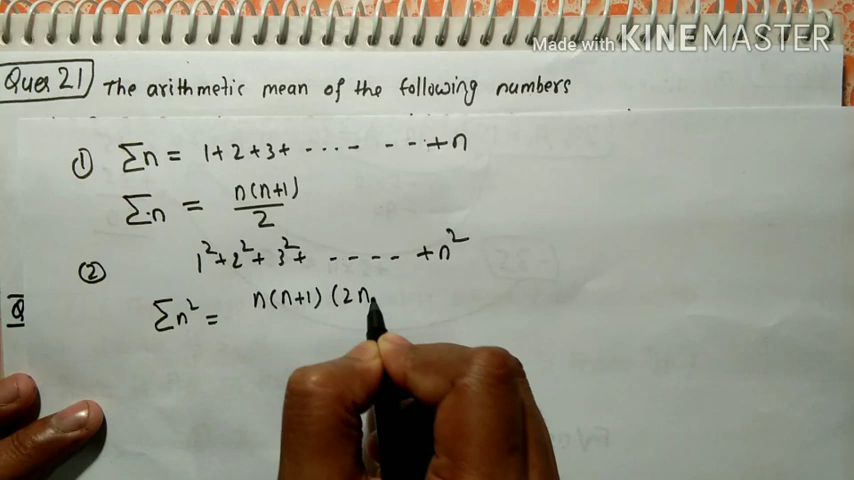 Made with KINEMASTER
Ques 21 The arithmetic mean of the following numbers
① Σn = 1+2+3+ ..... - - +n
Σn = n(n+1)/2
② 1²+2²+3²+ - - - - - +n²
Q
Σn² = n(n+1) (2n